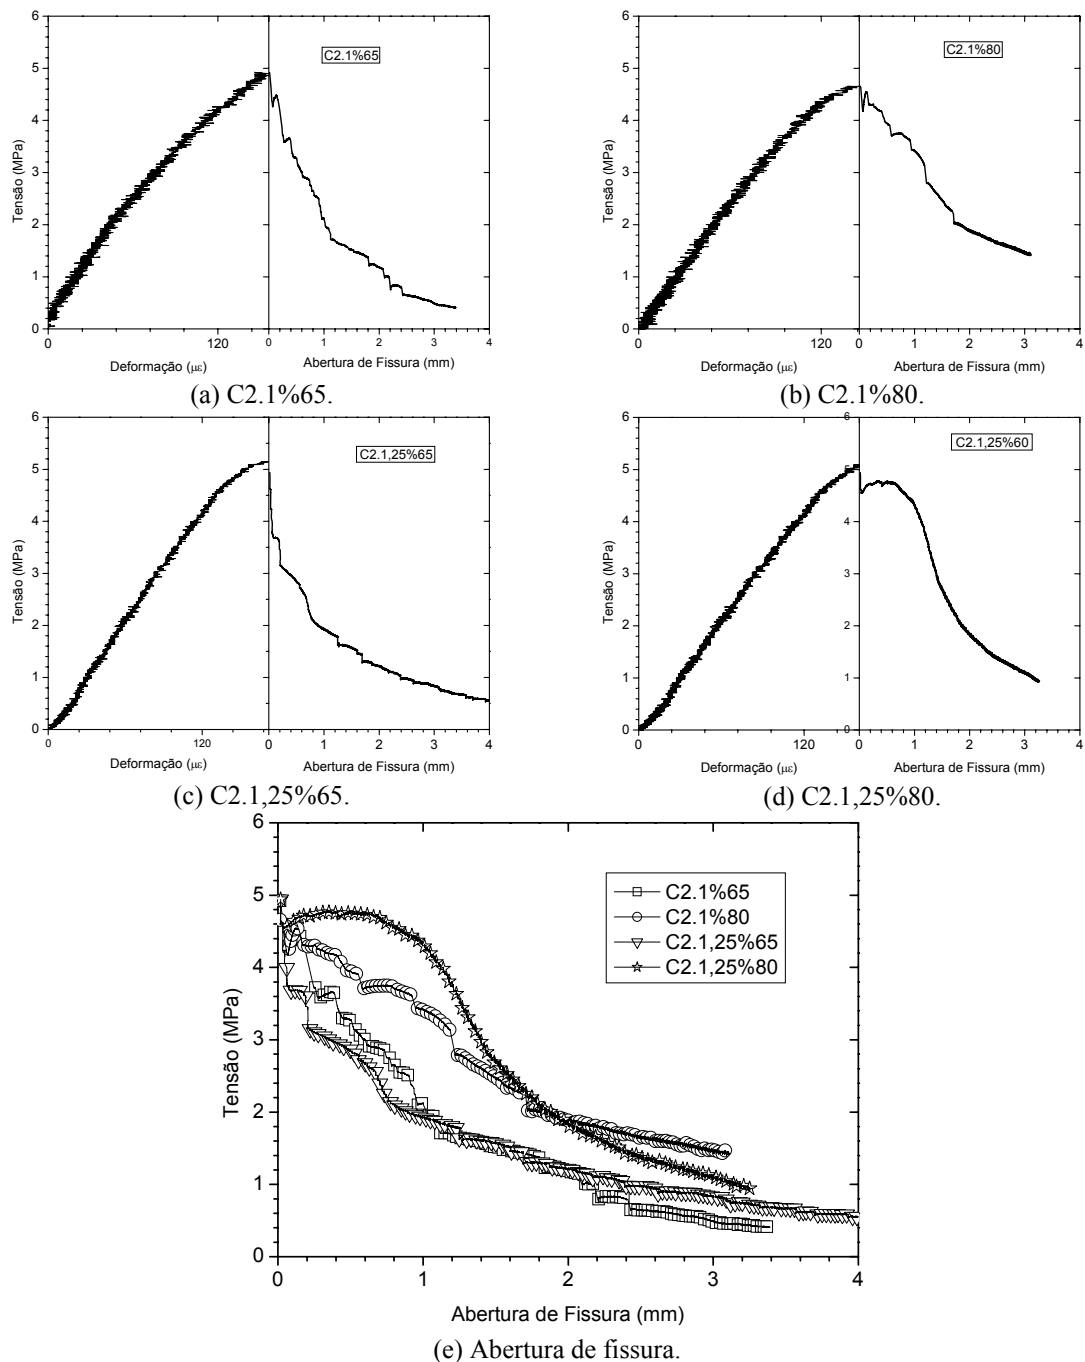 6
5
4
3
2
1
0
Tensão (MPa)
C2.1%65
0
120
0
1
2
3
4
Deformação (µε)
Abertura de Fissura (mm)
(a) C2.1%65.
6
5
4
3
2
1
0
Tensão (MPa)
C2.1%80
0
120
0
1
2
3
4
Deformação (µε)
Abertura de Fissura (mm)
(b) C2.1%80.
6
5
4
3
2
1
0
Tensão (MPa)
C2.1,25%65
0
120
0
1
2
3
4
Deformação (µε)
Abertura de Fissura (mm)
(c) C2.1,25%65.
6
5
4
3
2
1
0
Tensão (MPa)
6
5
4
2
1
0
C2.1,25%60
0
120
0
1
2
3
4
Deformação (µε)
Abertura de Fissura (mm)
(d) C2.1,25%80.
6
5
4
3
2
1
0
Tensão (MPa)
C2.1%65
C2.1%80
C2.1,25%65
C2.1,25%80
0
1
2
3
4
Abertura de Fissura (mm)
(e) Abertura de fissura.